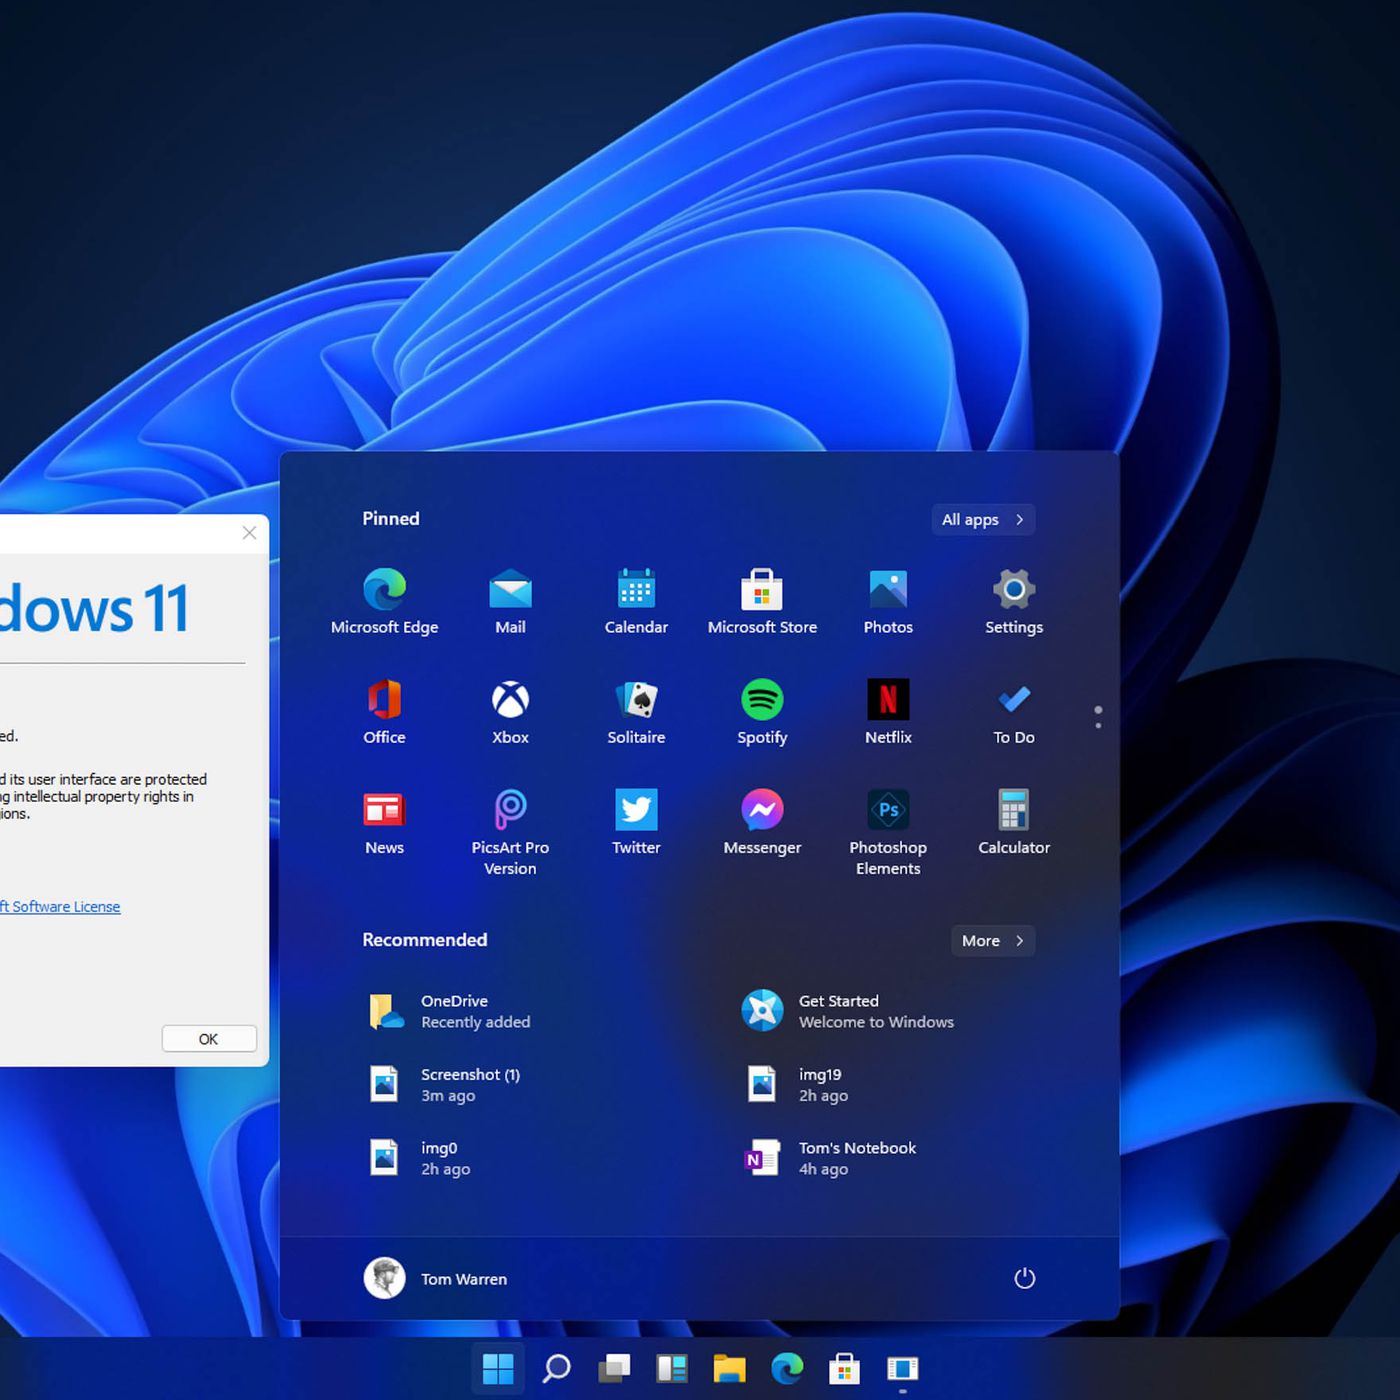 dows 11
ed.
d its user interface are protected
g intellectual property rights in
ions.
ft Software License
OK
Pinned
All apps
Microsoft Edge
Mail
Calendar
Microsoft Store
Photos
Settings
Office
Xbox
Solitaire
Spotify
Netflix
To Do
News
PicsArt Pro
Version
Twitter
Messenger
Photoshop
Elements
Calculator
Recommended
More
OneDrive
Recently added
Get Started
Welcome to Windows
Screenshot (1)
3m ago
img19
2h ago
img0
2h ago
Tom's Notebook
4h ago
Tom Warren